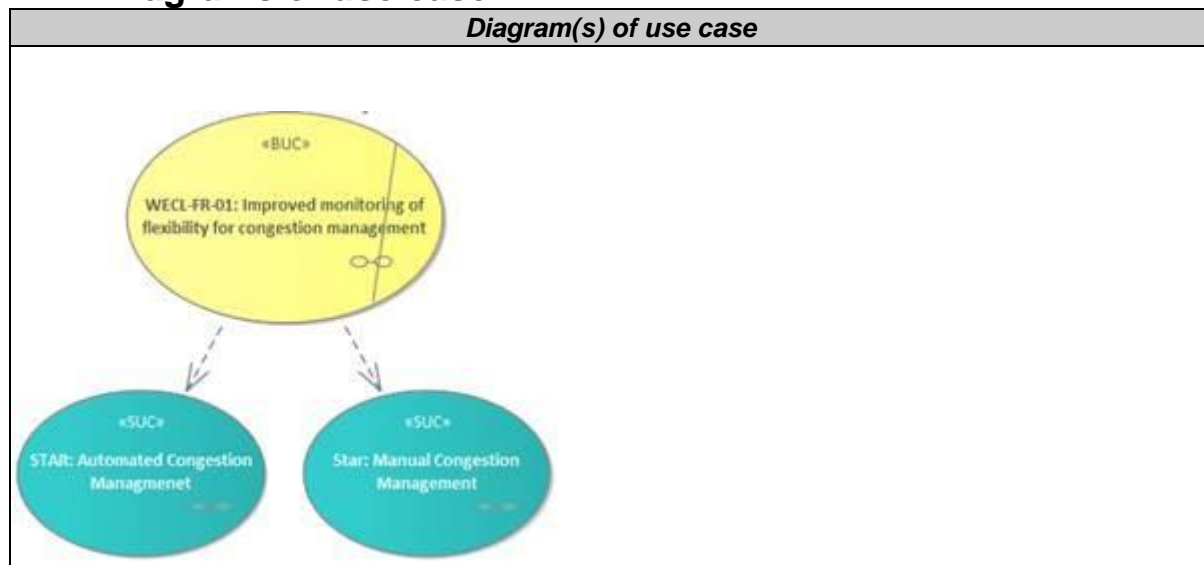 Diagram(s) of use case
«BUC»
WECL-FR-01: Improved monitoring of
flexibility for congestion management
«SUC»
STAR: Automated Congestion
Managmenet
«SUC»
Star: Manual Congestion
Management